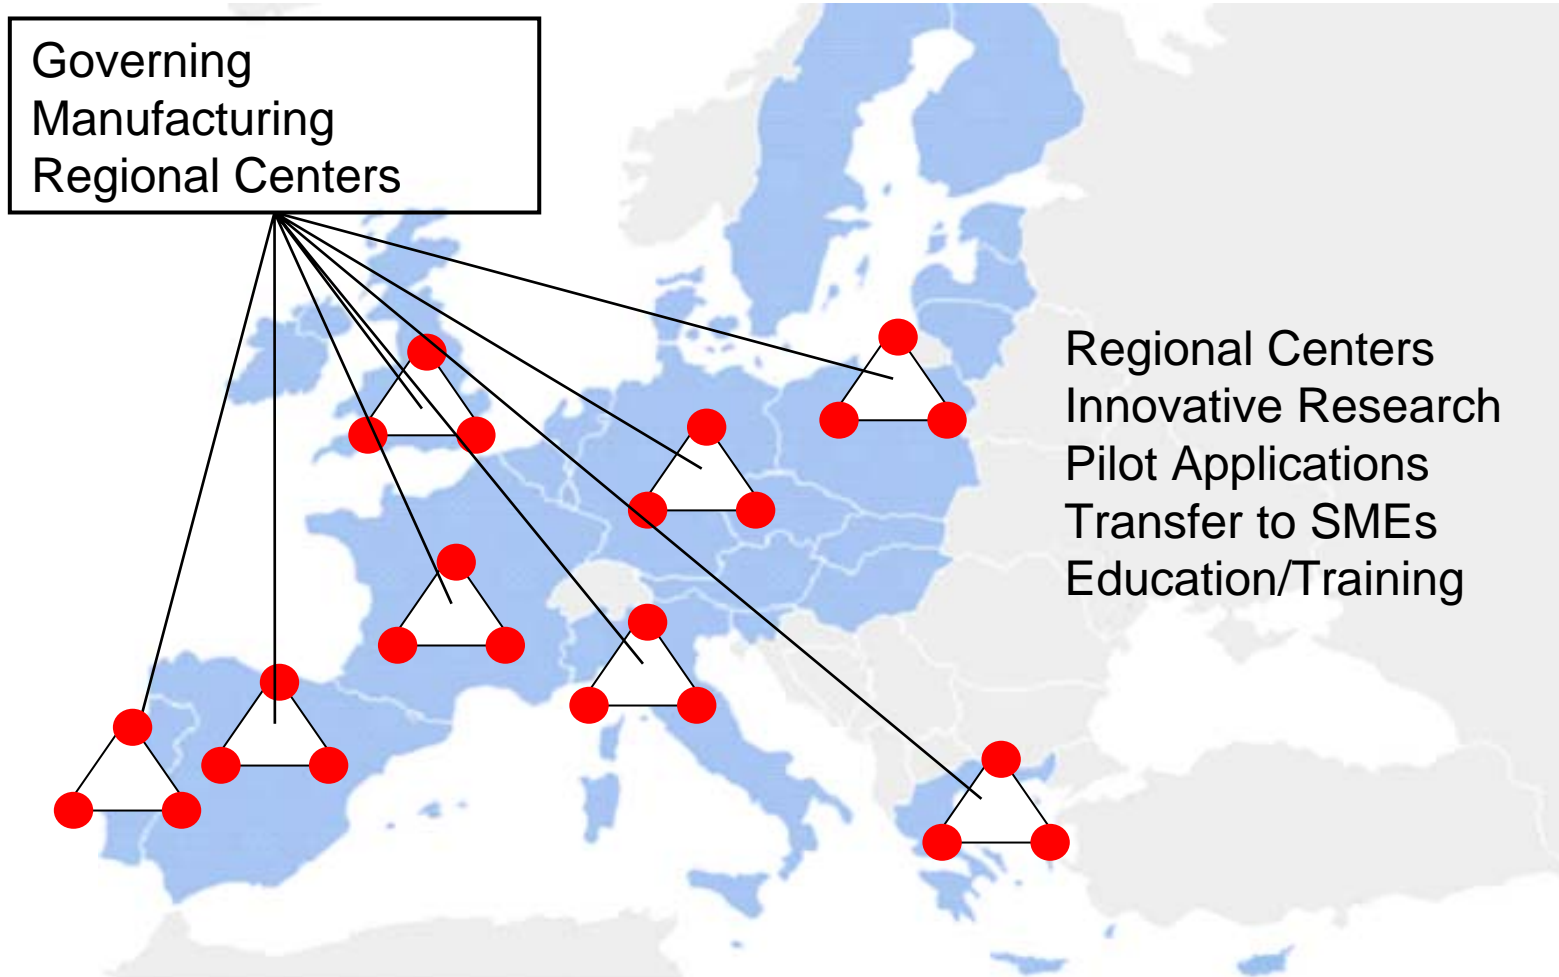 Governing
Manufacturing
Regional Centers
Regional Centers
Innovative Research
Pilot Applications
Transfer to SMEs
Education/Training